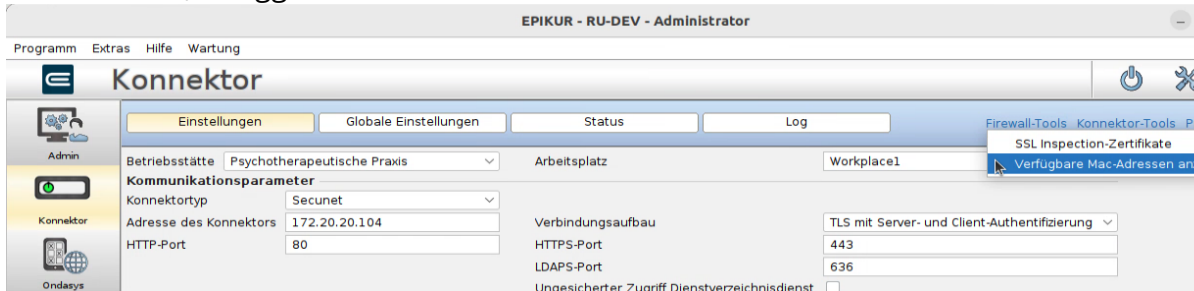 EPIKUR - RU-DEV - Administrator
Programm Extras Hilfe Wartung
Konnektor
Einstellungen Globale Einstellungen Status Log Firewall-Tools Konnektor-Tools
SSL Inspection-Zertifikate
Verfügbare Mac-Adressen
Admin
Betriebsstätte Psychotherapeutische Praxis Arbeitsplatz Workplace1
Kommunikationsparameter
Konnektortyp Secunet
Konnektor
Adresse des Konnektors 172.20.20.104 Verbindungsaufbau TLS mit Server- und Client-Authentifizierung
HTTP-Port 80 HTTPS-Port 443
LDAPS-Port 636
Ondasys
Ungesicherter Zugriff Dienstverzeichnisdienst